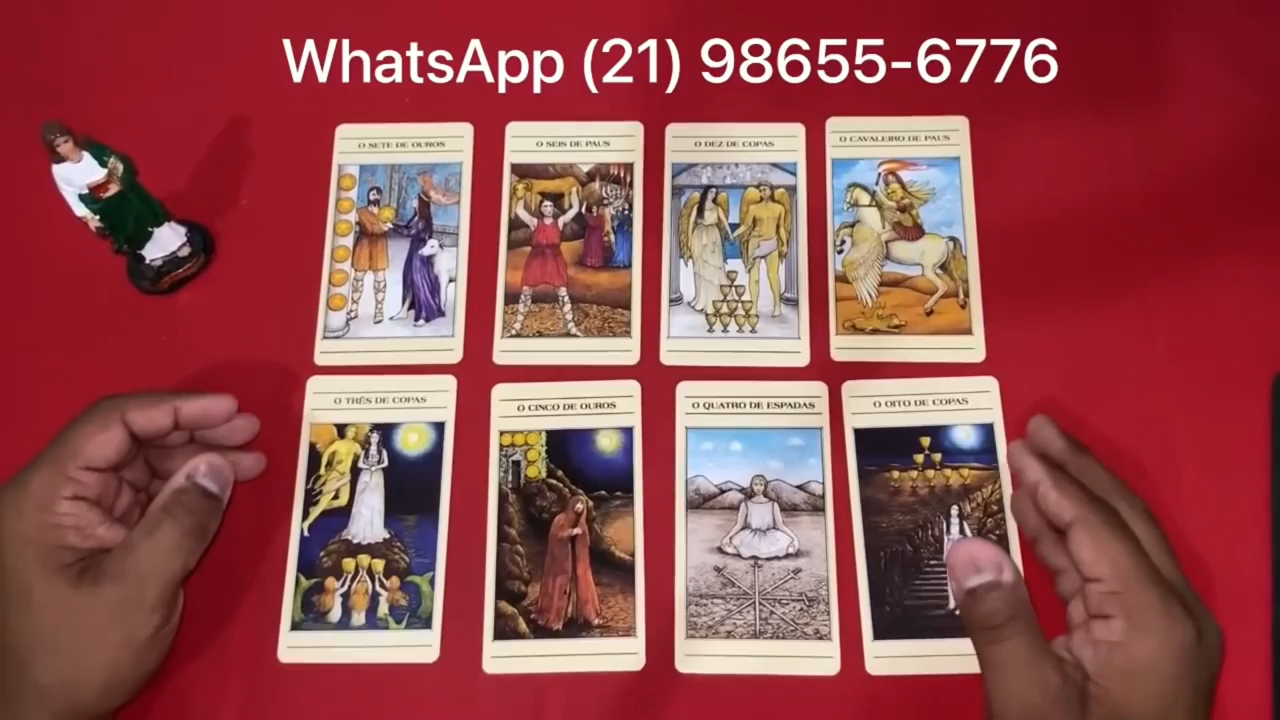 WhatsApp (21) 98655-6776
O SETE DE OUROS
O SEIS DE PAUS
O DEZ DE COPAS
O CAVALEIRO DE PAUS
O TRÊS DE COPAS
O CINCO DE OUROS
O QUATRO DE ESPADAS
O OITO DE COPAS